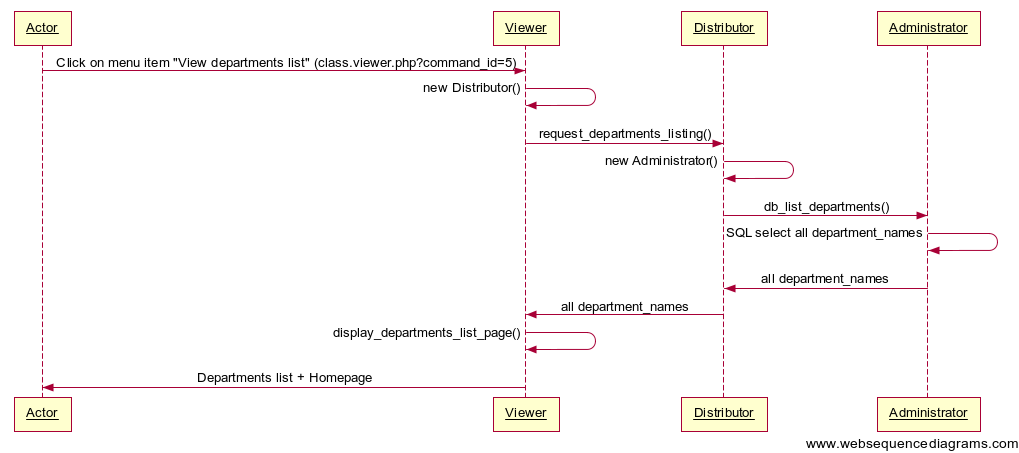 Actor
Viewer
Distributor
Administrator
Click on menu item "View departments list" (class.viewer.php?command_id=5)
new Distributor()
request_departments_listing()
new Administrator()
db_list_departments()
SQL select all department_names
all department_names
all department_names
display_departments_list_page()
Departments list + Homepage
Actor
Viewer
Distributor
Administrator
www.websequencediagrams.com